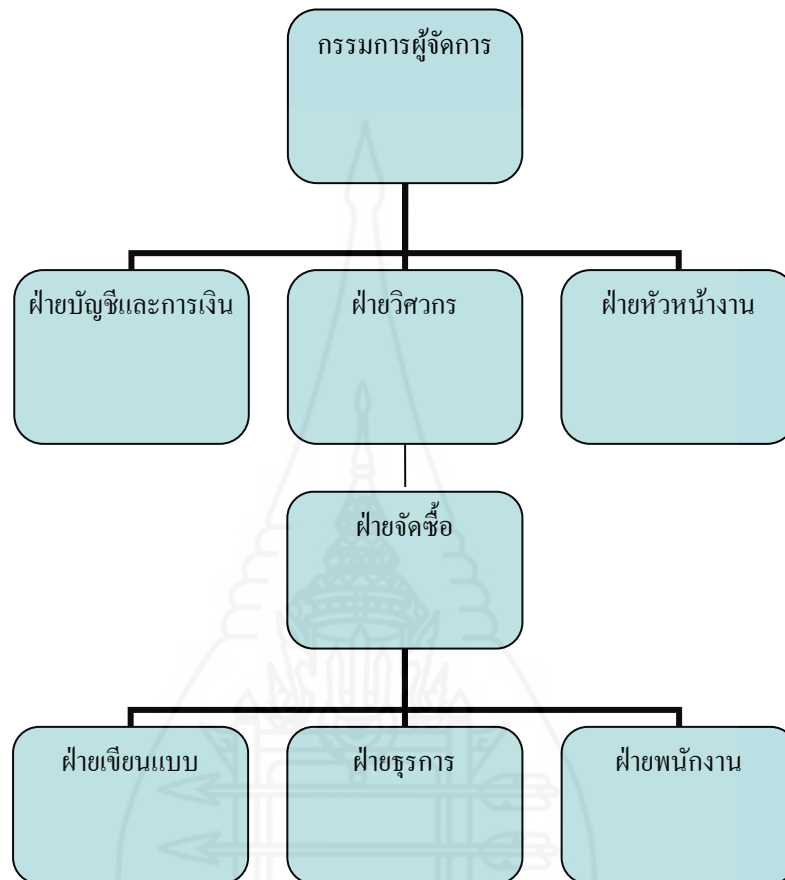 กรรมการผู้จัดการ
ฝ่ายบัญชีและการเงิน
ฝ่ายวิศวกร
ฝ่ายหัวหน้างาน
ฝ่ายจัดซื้อ
ฝ่ายเขียนแบบ
ฝ่ายธุรการ
ฝ่ายพนักงาน